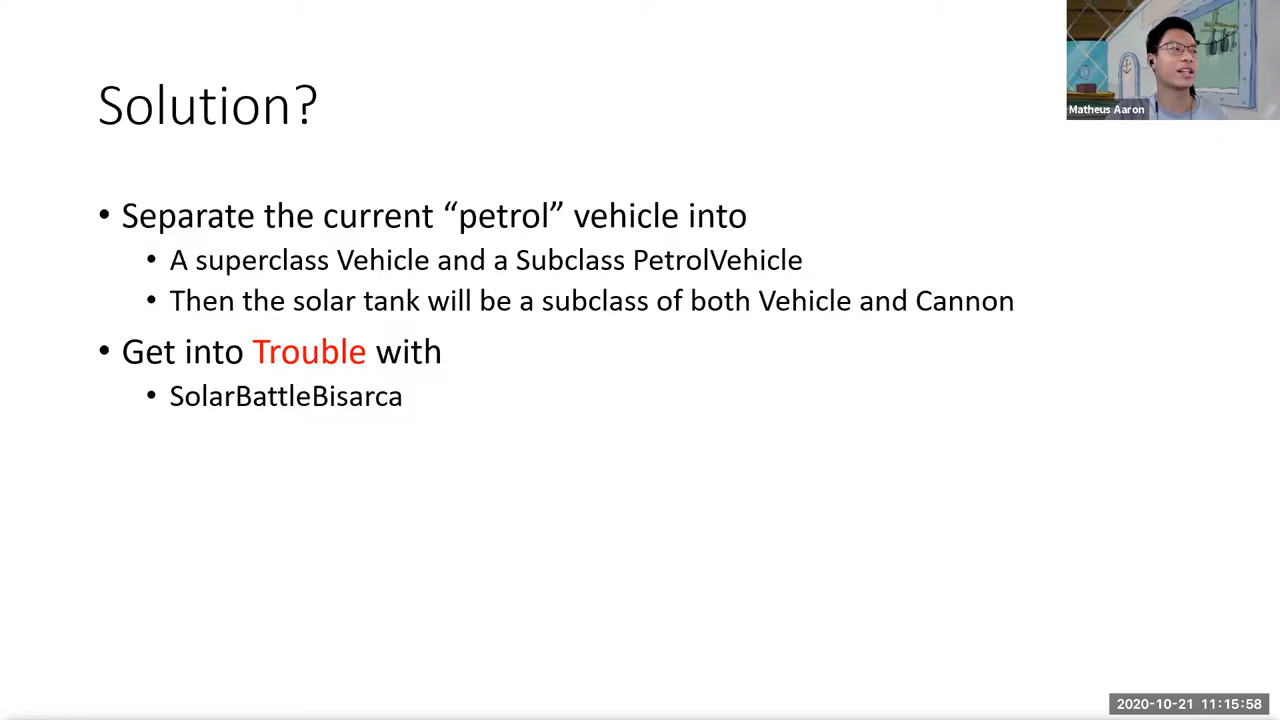 Solution?
• Separate the current “petrol” vehicle into
• A superclass Vehicle and a Subclass PetrolVehicle
• Then the solar tank will be a subclass of both Vehicle and Cannon
• Get into Trouble with
• SolarBattleBisarca
Matheus Aaron
2020-10-21 11:15:58